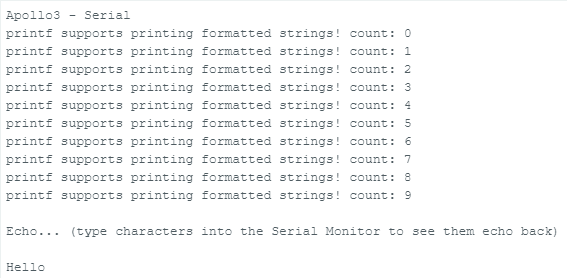 Apollo3 - Serial
printf supports printing formatted strings! count: 0
printf supports printing formatted strings! count: 1
printf supports printing formatted strings! count: 2
printf supports printing formatted strings! count: 3
printf supports printing formatted strings! count: 4
printf supports printing formatted strings! count: 5
printf supports printing formatted strings! count: 6
printf supports printing formatted strings! count: 7
printf supports printing formatted strings! count: 8
printf supports printing formatted strings! count: 9
Echo... (type characters into the Serial Monitor to see them echo back)
Hello